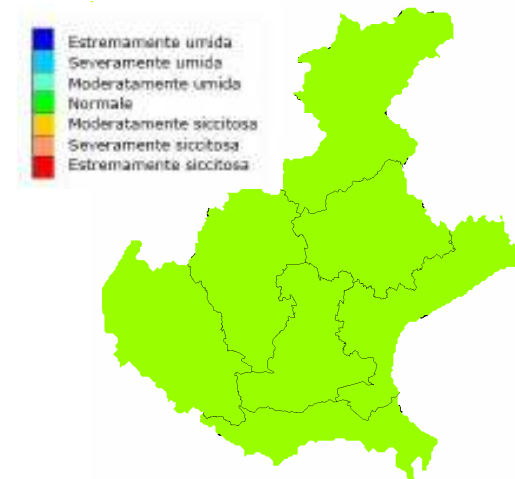 Estremamente umida
Severamente umida
Moderatamente umida
Normale
Moderatamente siccitosa
Severamente siccitosa
Estremamente siccitosa